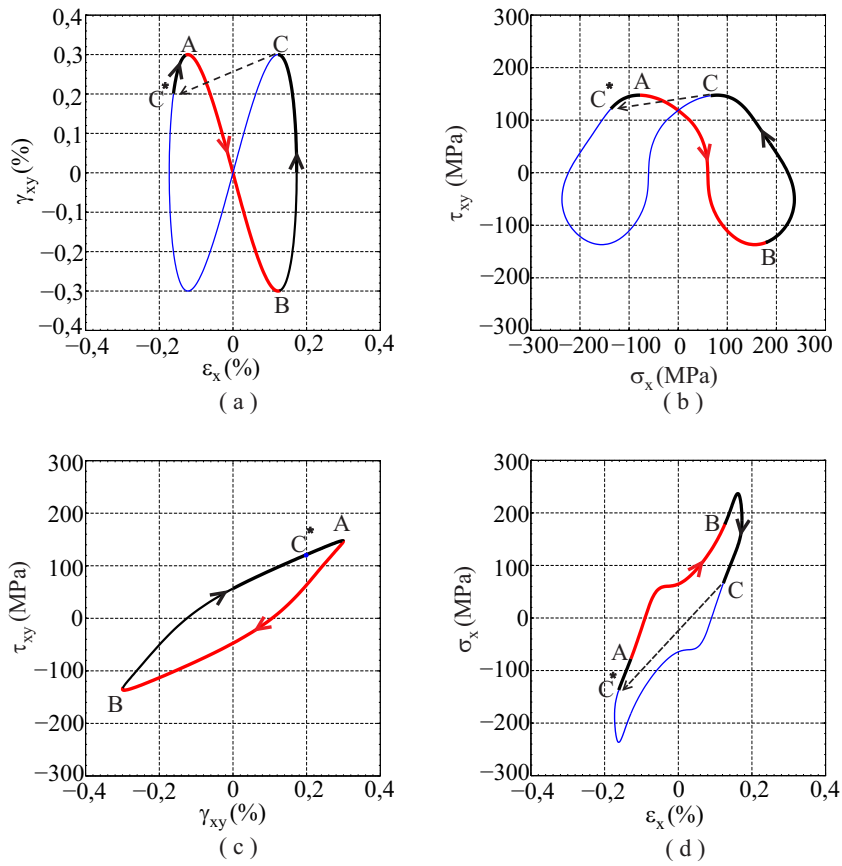 A
C
C*
B
γxy (%)
0,4
0,3
0,2
0,1
0
−0,1
−0,2
−0,3
−0,4
−0,4
−0,2
0
0,2
0,4
εx (%)
( a )
C*
A
C
B
τxy (MPa)
300
200
100
0
−100
−200
−300
−300
−200
−100
0
100
200
300
σx (MPa)
( b )
C*
A
B
τxy (MPa)
300
200
100
0
−100
−200
−300
−0,4
−0,2
0
0,2
0,4
γxy (%)
( c )
B
C
A
C*
σx (MPa)
300
200
100
0
−100
−200
−300
−0,4
−0,2
0
0,2
0,4
εx (%)
( d )